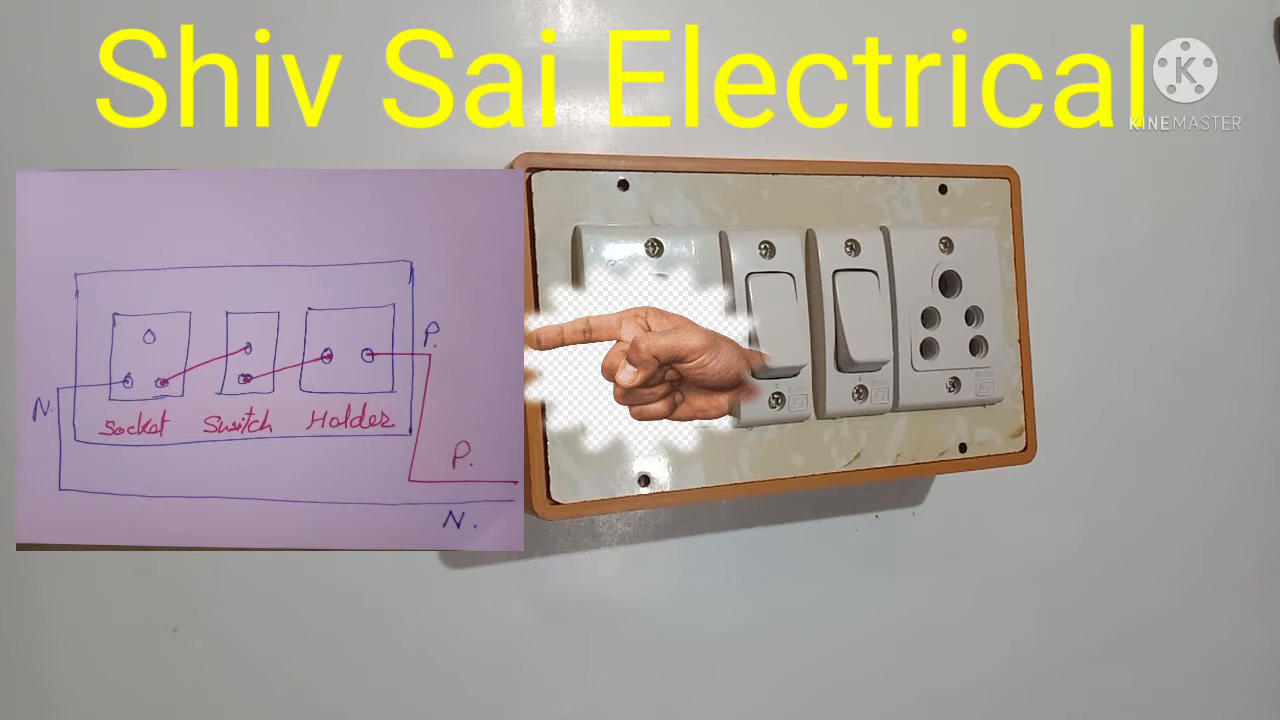 Shiv Sai Electrical
K
KINEMASTER
P.
N.
Socket Switch Holder
P.
N.